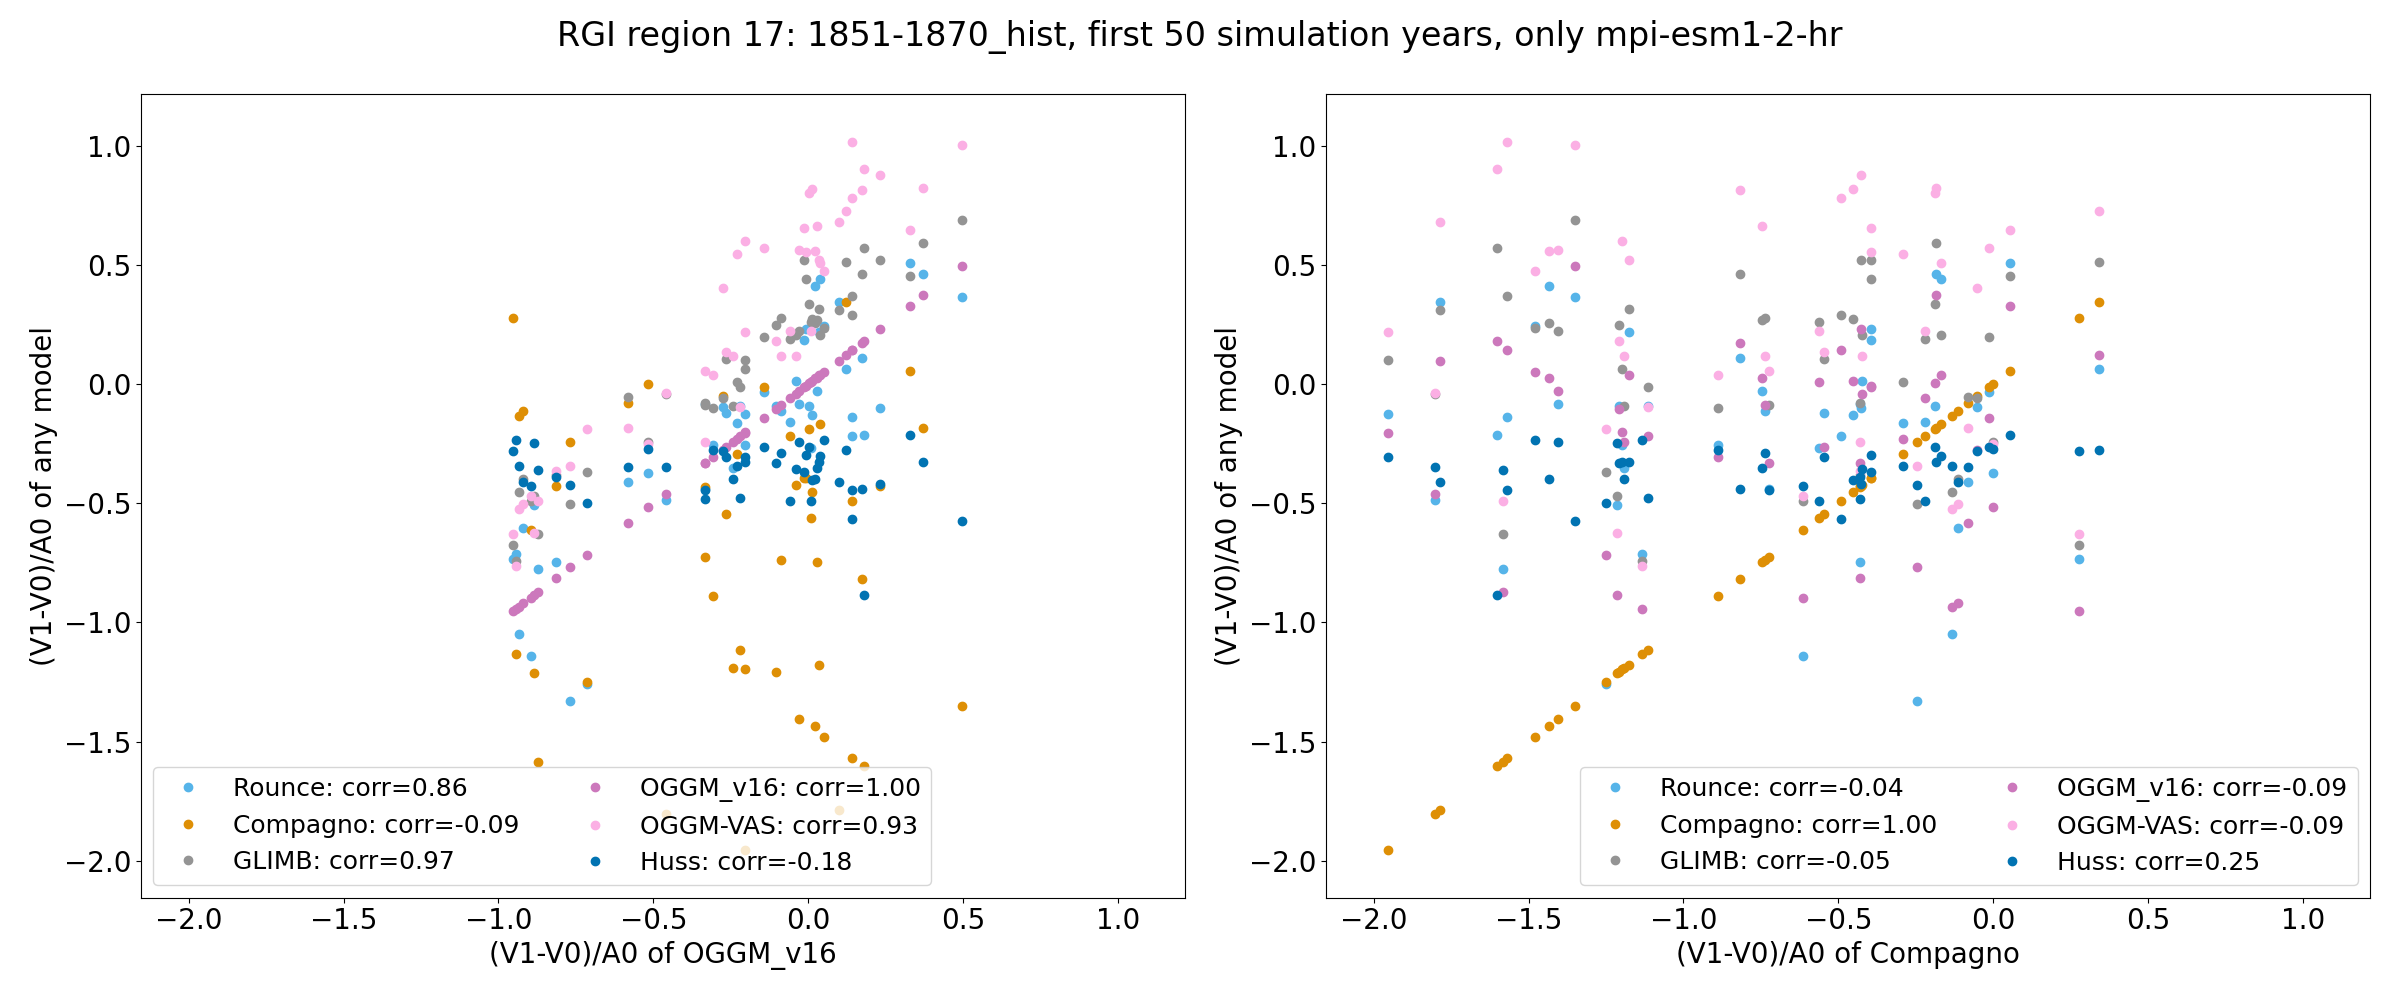 RGI region 17: 1851-1870_hist, first 50 simulation years, only mpi-esm1-2-hr
(V1-V0)/A0 of any model
1.0
0.5
0.0
−0.5
−1.0
−1.5
−2.0
Rounce: corr=0.86
Compagno: corr=-0.09
GLIMB: corr=0.97
OGGM_v16: corr=1.00
OGGM-VAS: corr=0.93
Huss: corr=-0.18
−2.0 −1.5 −1.0 −0.5 0.0 0.5 1.0
(V1-V0)/A0 of OGGM_v16
(V1-V0)/A0 of any model
1.0
0.5
0.0
−0.5
−1.0
−1.5
−2.0
Rounce: corr=-0.04
Compagno: corr=1.00
GLIMB: corr=-0.05
OGGM_v16: corr=-0.09
OGGM-VAS: corr=-0.09
Huss: corr=0.25
−2.0 −1.5 −1.0 −0.5 0.0 0.5 1.0
(V1-V0)/A0 of Compagno